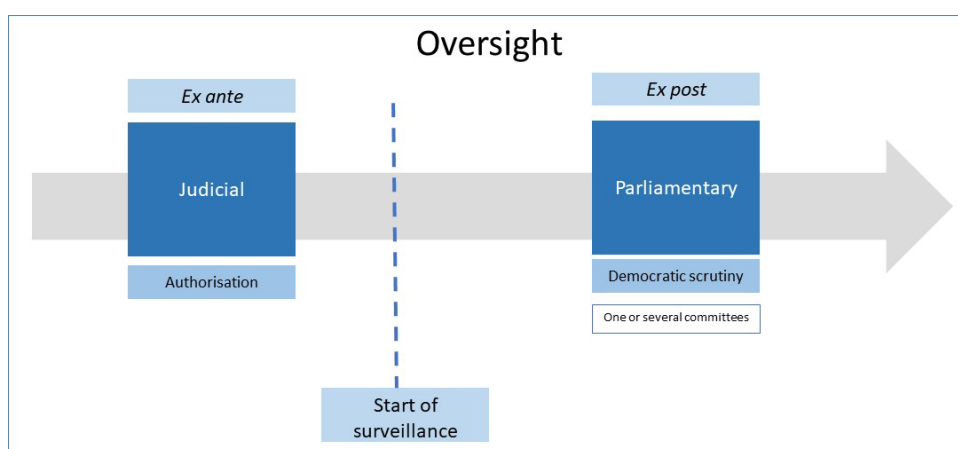 Oversight
Ex ante
Ex post
Judicial
Parliamentary
Authorisation
Democratic scrutiny
One or several committees
Start of
surveillance